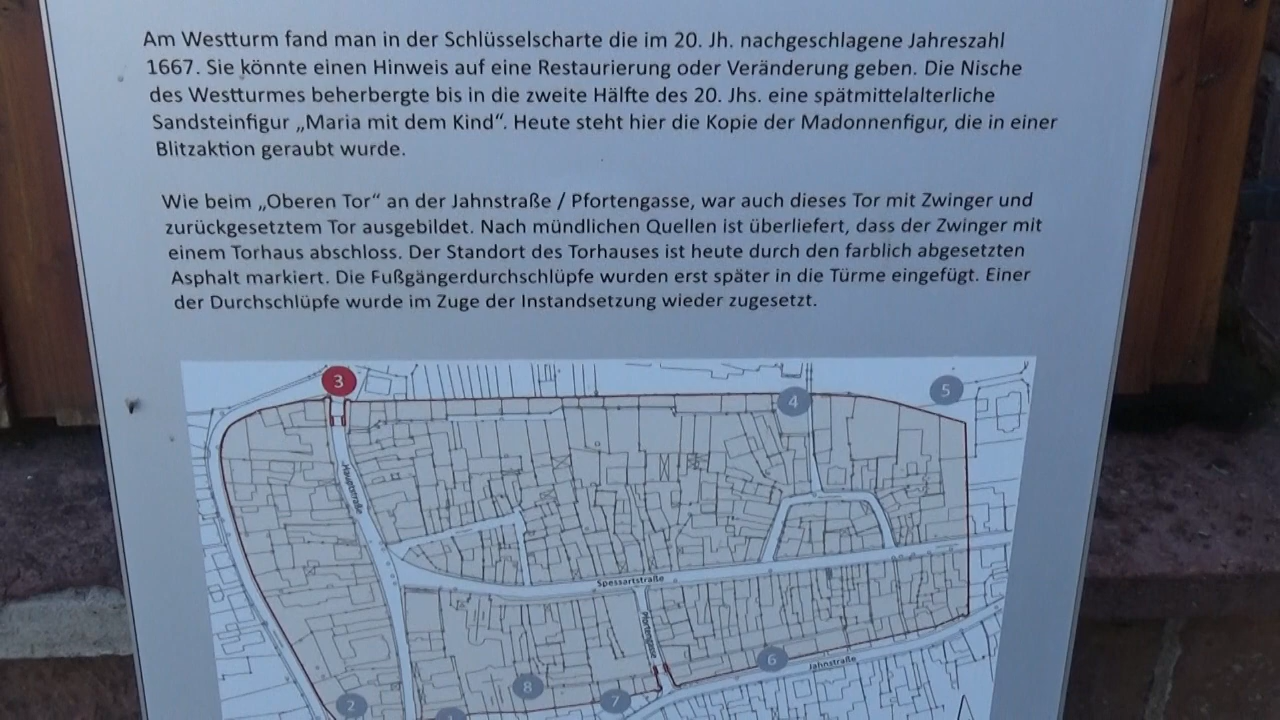 Am Westturm fand man in der Schlüsselscharte die im 20. Jh. nachgeschlagene Jahreszahl
1667. Sie könnte einen Hinweis auf eine Restaurierung oder Veränderung geben. Die Nische
des Westturmes beherbergte bis in die zweite Hälfte des 20. Jhs. eine spätmittelalterliche
Sandsteinfigur „Maria mit dem Kind“. Heute steht hier die Kopie der Madonnenfigur, die in einer
Blitzaktion geraubt wurde.
Wie beim „Oberen Tor“ an der Jahnstraße / Pfortengasse, war auch dieses Tor mit Zwinger und
zurückgesetztem Tor ausgebildet. Nach mündlichen Quellen ist überliefert, dass der Zwinger mit
einem Torhaus abschloss. Der Standort des Torhauses ist heute durch den farblich abgesetzten
Asphalt markiert. Die Fußgängerdurchschlüpfe wurden erst später in die Türme eingefügt. Einer
der Durchschlüpfe wurde im Zuge der Instandsetzung wieder zugesetzt.
3
4
5
Hauptstraße
Spessartstraße
Pfortengasse
6
Jahnstraße
8
7
2